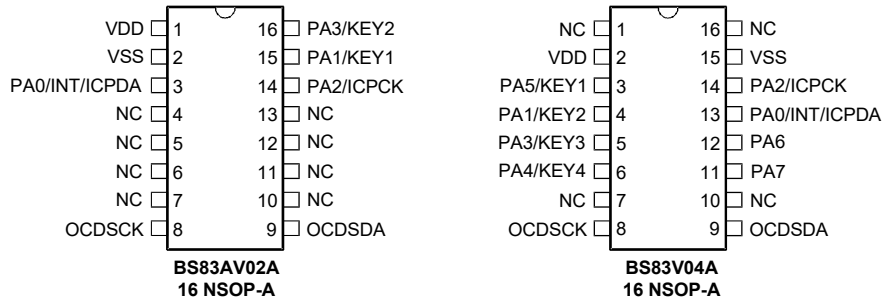 VDD 1 16 PA3/KEY2
VSS 2 15 PA1/KEY1
PA0/INT/ICPDA 3 14 PA2/ICPCK
NC 4 13 NC
NC 5 12 NC
NC 6 11 NC
NC 7 10 NC
OCDSCK 8 9 OCDSDA
BS83AV02A
16 NSOP-A
NC 1 16 NC
VDD 2 15 VSS
PA5/KEY1 3 14 PA2/ICPCK
PA1/KEY2 4 13 PA0/INT/ICPDA
PA3/KEY3 5 12 PA6
PA4/KEY4 6 11 PA7
NC 7 10 NC
OCDSCK 8 9 OCDSDA
BS83V04A
16 NSOP-A